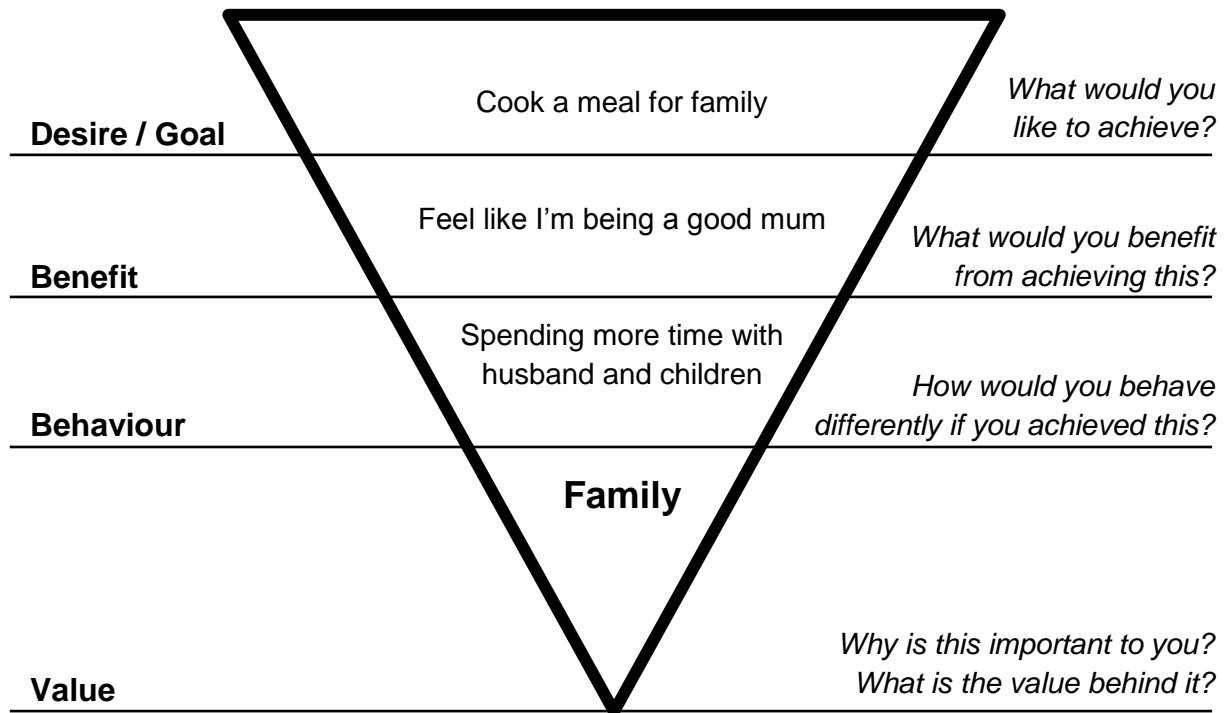 Cook a meal for family
What would you
like to achieve?
Desire / Goal
Feel like I'm being a good mum
What would you benefit
from achieving this?
Benefit
Spending more time with
husband and children
How would you behave
differently if you achieved this?
Behaviour
Family
Why is this important to you?
What is the value behind it?
Value